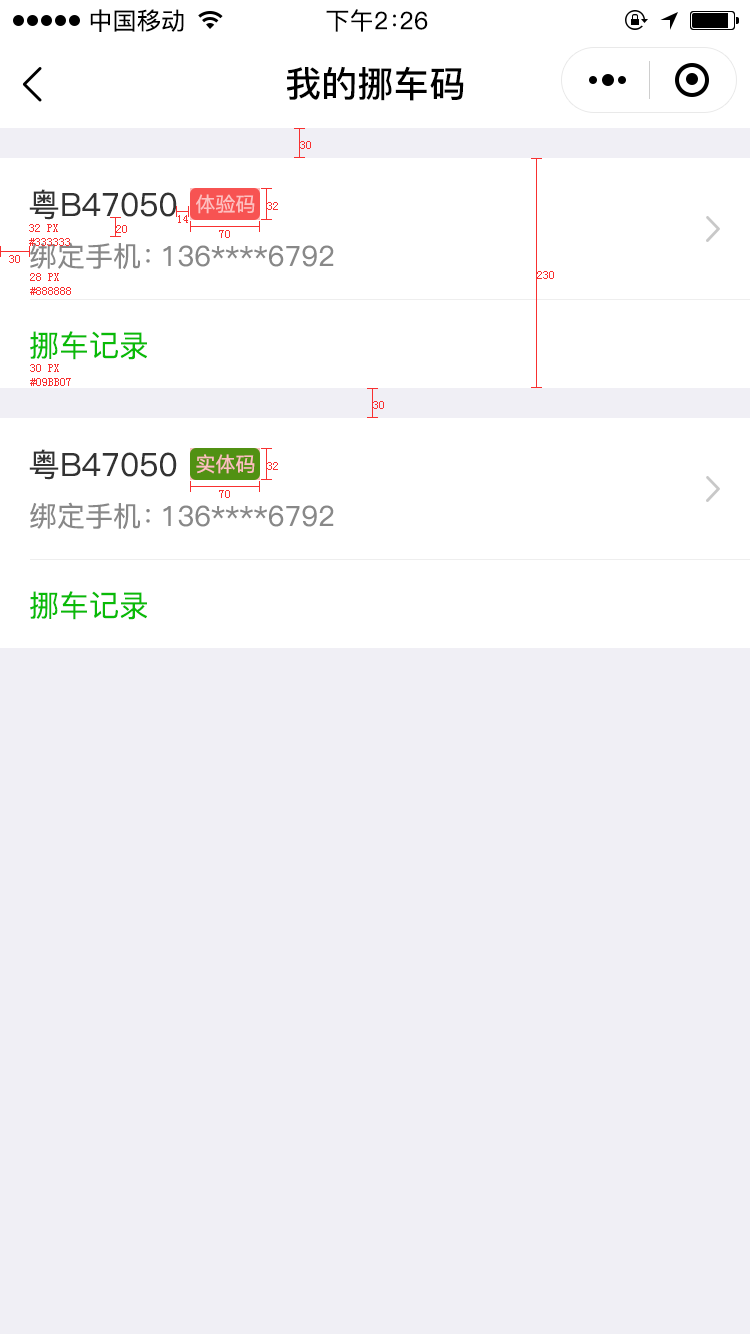 中国移动 下午2:26
我的挪车码
30
粤B47050 体验码 32
14
70
20
32 PX
#333333
30
绑定手机：136****6792
28 PX
#888888
230
挪车记录
30 PX
#09BB07
30
粤B47050 实体码 32
70
绑定手机：136****6792
挪车记录